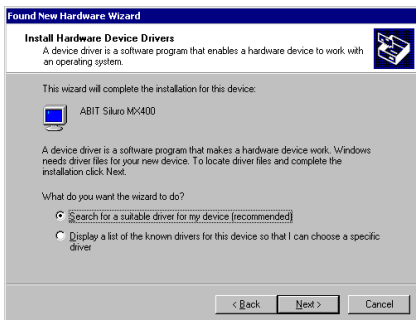 Found New Hardware Wizard
Install Hardware Device Drivers
A device driver is a software program that enables a hardware device to work with
an operating system.
This wizard will complete the installation for this device:
ABIT Siluro MX400
A device driver is a software program that makes a hardware device work. Windows
needs driver files for your new device. To locate driver files and complete the
installation click Next.
What do you want the wizard to do?
Search for a suitable driver for my device (recommended)
Display a list of the known drivers for this device so that I can choose a specific
driver
< Back
Next >
Cancel